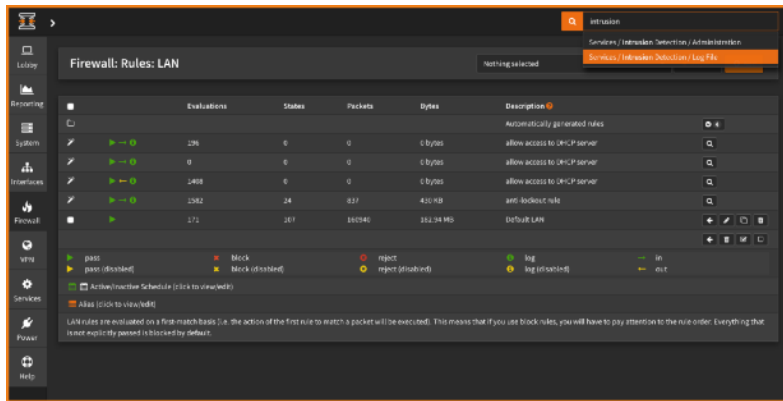 intrusion
Services / Intrusion Detection / Administration
Services / Intrusion Detection / Log File
Lobby
Reporting
System
Interfaces
Firewall
VPN
Services
Power
Help
Firewall: Rules: LAN
Nothing selected
Evaluations States Packets Bytes Description
Automatically generated rules
196 0 0 0 bytes allow access to DHCP server
0 0 0 0 bytes allow access to DHCP server
1408 0 0 0 bytes allow access to DHCP server
1582 24 837 430 KB anti-lockout rule
171 107 160940 162.94 MB Default LAN
pass block reject log in
pass (disabled) block (disabled) reject (disabled) log (disabled) out
Active/Inactive Schedule (click to view/edit)
Alias (click to view/edit)
LAN rules are evaluated on a first-match basis (i.e. the action of the first rule to match a packet will be executed). This means that if you use block rules, you will have to pay attention to the rule order. Everything that
is not explicitly passed is blocked by default.